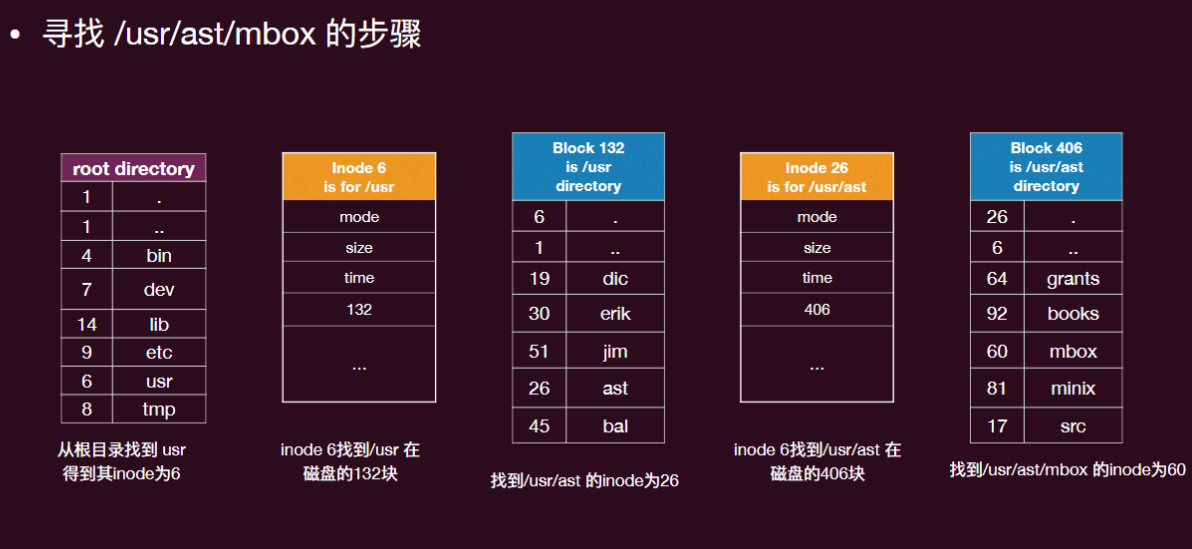 • 寻找 /usr/ast/mbox 的步骤
root directory
1 .
1 ..
4 bin
7 dev
14 lib
9 etc
6 usr
8 tmp
从根目录找到 usr
得到其inode为6
Inode 6
is for /usr
mode
size
time
132
...
inode 6找到/usr 在
磁盘的132块
Block 132
is /usr
directory
6 .
1 ..
19 dic
30 erik
51 jim
26 ast
45 bal
找到/usr/ast 的inode为26
Inode 26
is for /usr/ast
mode
size
time
406
...
inode 6找到/usr/ast 在
磁盘的406块
Block 406
is /usr/ast
directory
26 .
6 ..
64 grants
92 books
60 mbox
81 minix
17 src
找到/usr/ast/mbox 的inode为60